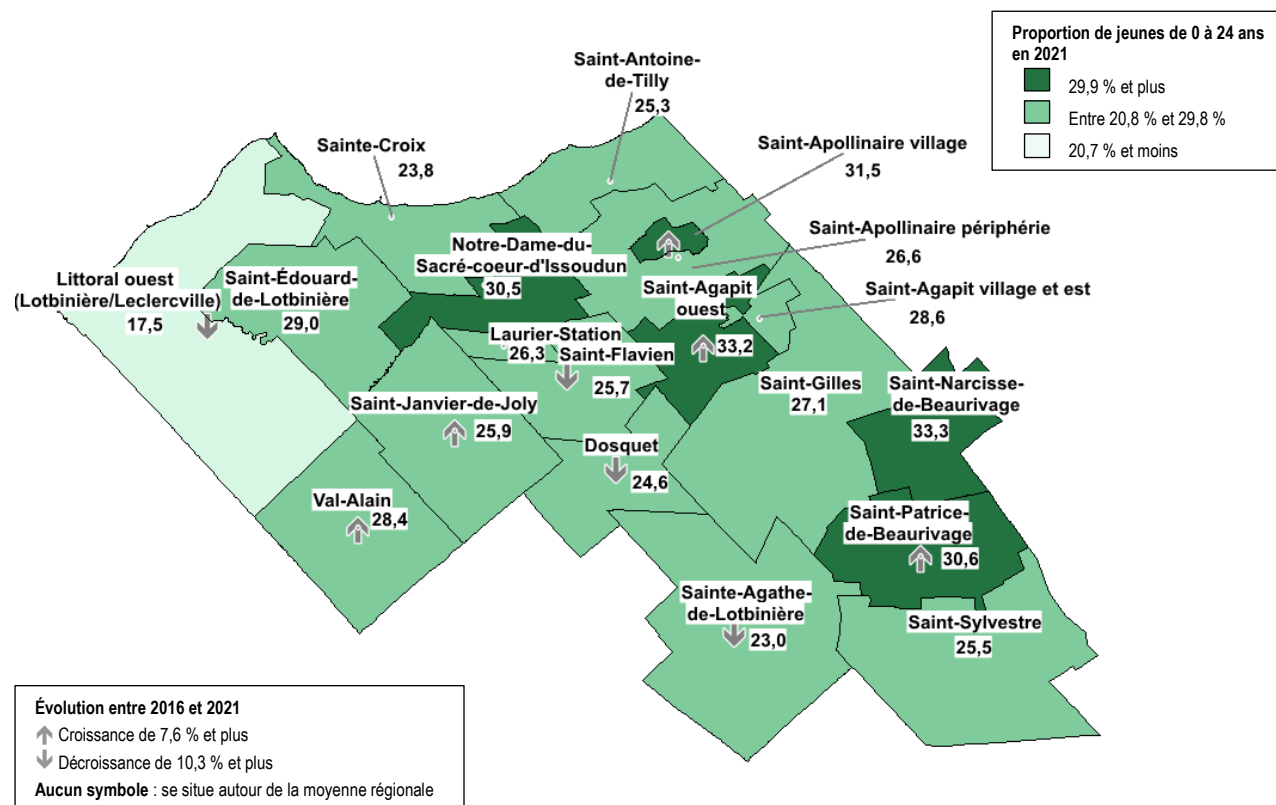 Proportion de jeunes de 0 à 24 ans
en 2021
29,9 % et plus
Entre 20,8 % et 29,8 %
20,7 % et moins
Saint-Antoine-
de-Tilly
25,3
Sainte-Croix
23,8
Saint-Apollinaire village
31,5
Saint-Apollinaire périphérie
26,6
Notre-Dame-du-
Sacré-coeur-d'Issoudun
30,5
Littoral ouest
(Lotbinière/Leclercville)
17,5
Saint-Édouard-
de-Lotbinière
29,0
Saint-Agapit
ouest
33,2
Saint-Agapit village et est
28,6
Laurier-Station
26,3
Saint-Flavien
25,7
Saint-Gilles
27,1
Saint-Narcisse-
de-Beaurivage
33,3
Saint-Janvier-de-Joly
25,9
Dosquet
24,6
Val-Alain
28,4
Saint-Patrice-
de-Beaurivage
30,6
Sainte-Agathe-
de-Lotbinière
23,0
Saint-Sylvestre
25,5
Évolution entre 2016 et 2021
Croissance de 7,6 % et plus
Décroissance de 10,3 % et plus
Aucun symbole : se situe autour de la moyenne régionale